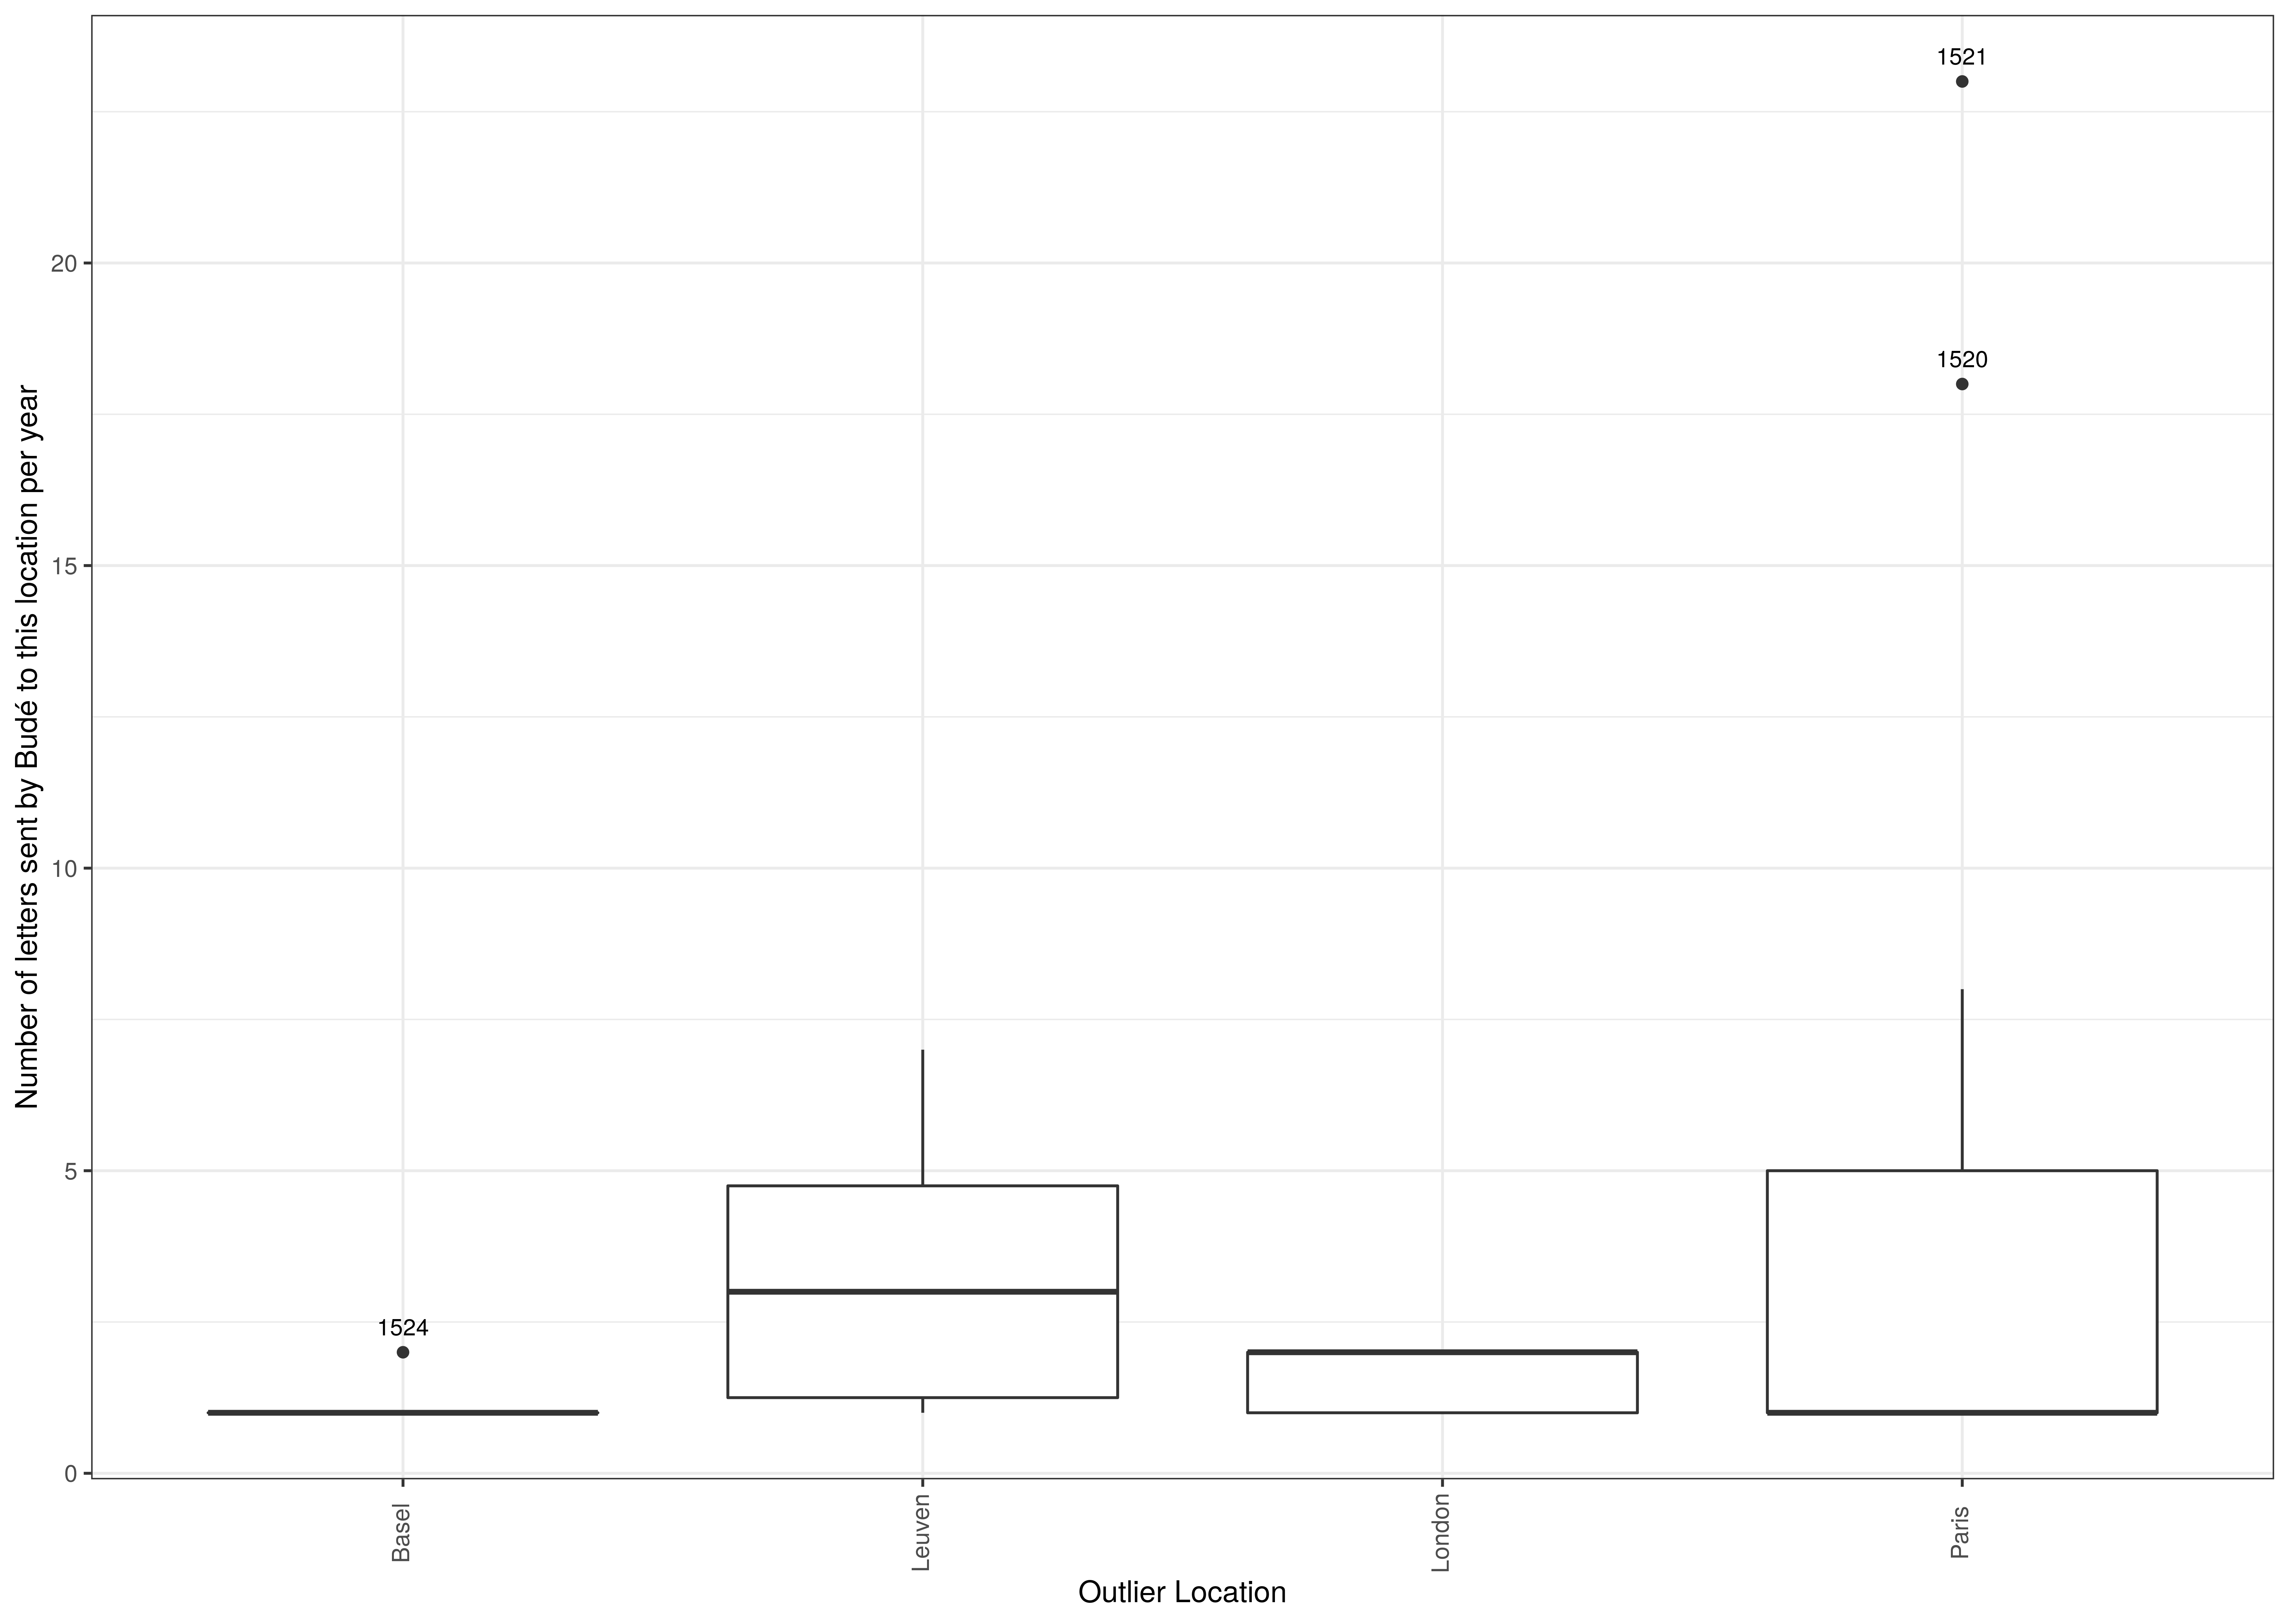 1521
1520
20
15
10
5
0
1524
Number of letters sent by Budé to this location per year
Basel
Leuven
London
Paris
Outlier Location